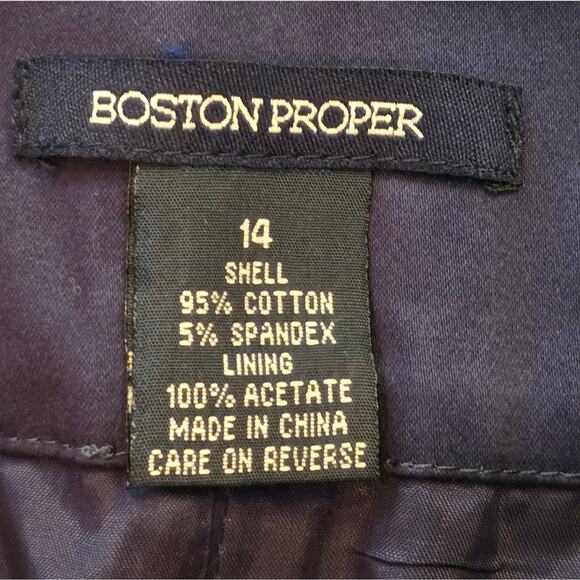 BOSTON PROPER
14
SHELL
95% COTTON
5% SPANDEX
LINING
100% ACETATE
MADE IN CHINA
CARE ON REVERSE